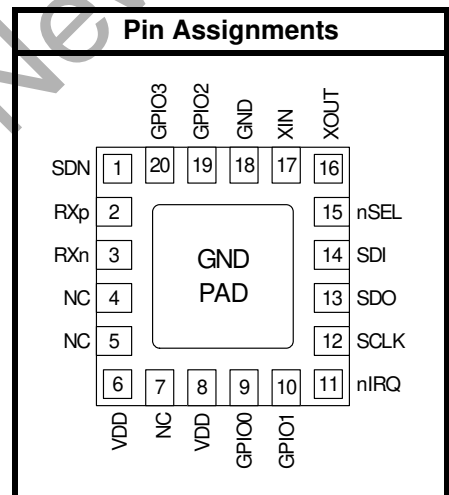 Pin Assignments
GPIO3
GPIO2
GND
XIN
XOUT
SDN 1 20 19 18 17 16
RXp 2 15 nSEL
RXn 3 GND 14 SDI
NC 4 PAD 13 SDO
NC 5 12 SCLK
6 7 8 9 10 11 nIRQ
VDD
NC
VDD
GPIO0
GPIO1